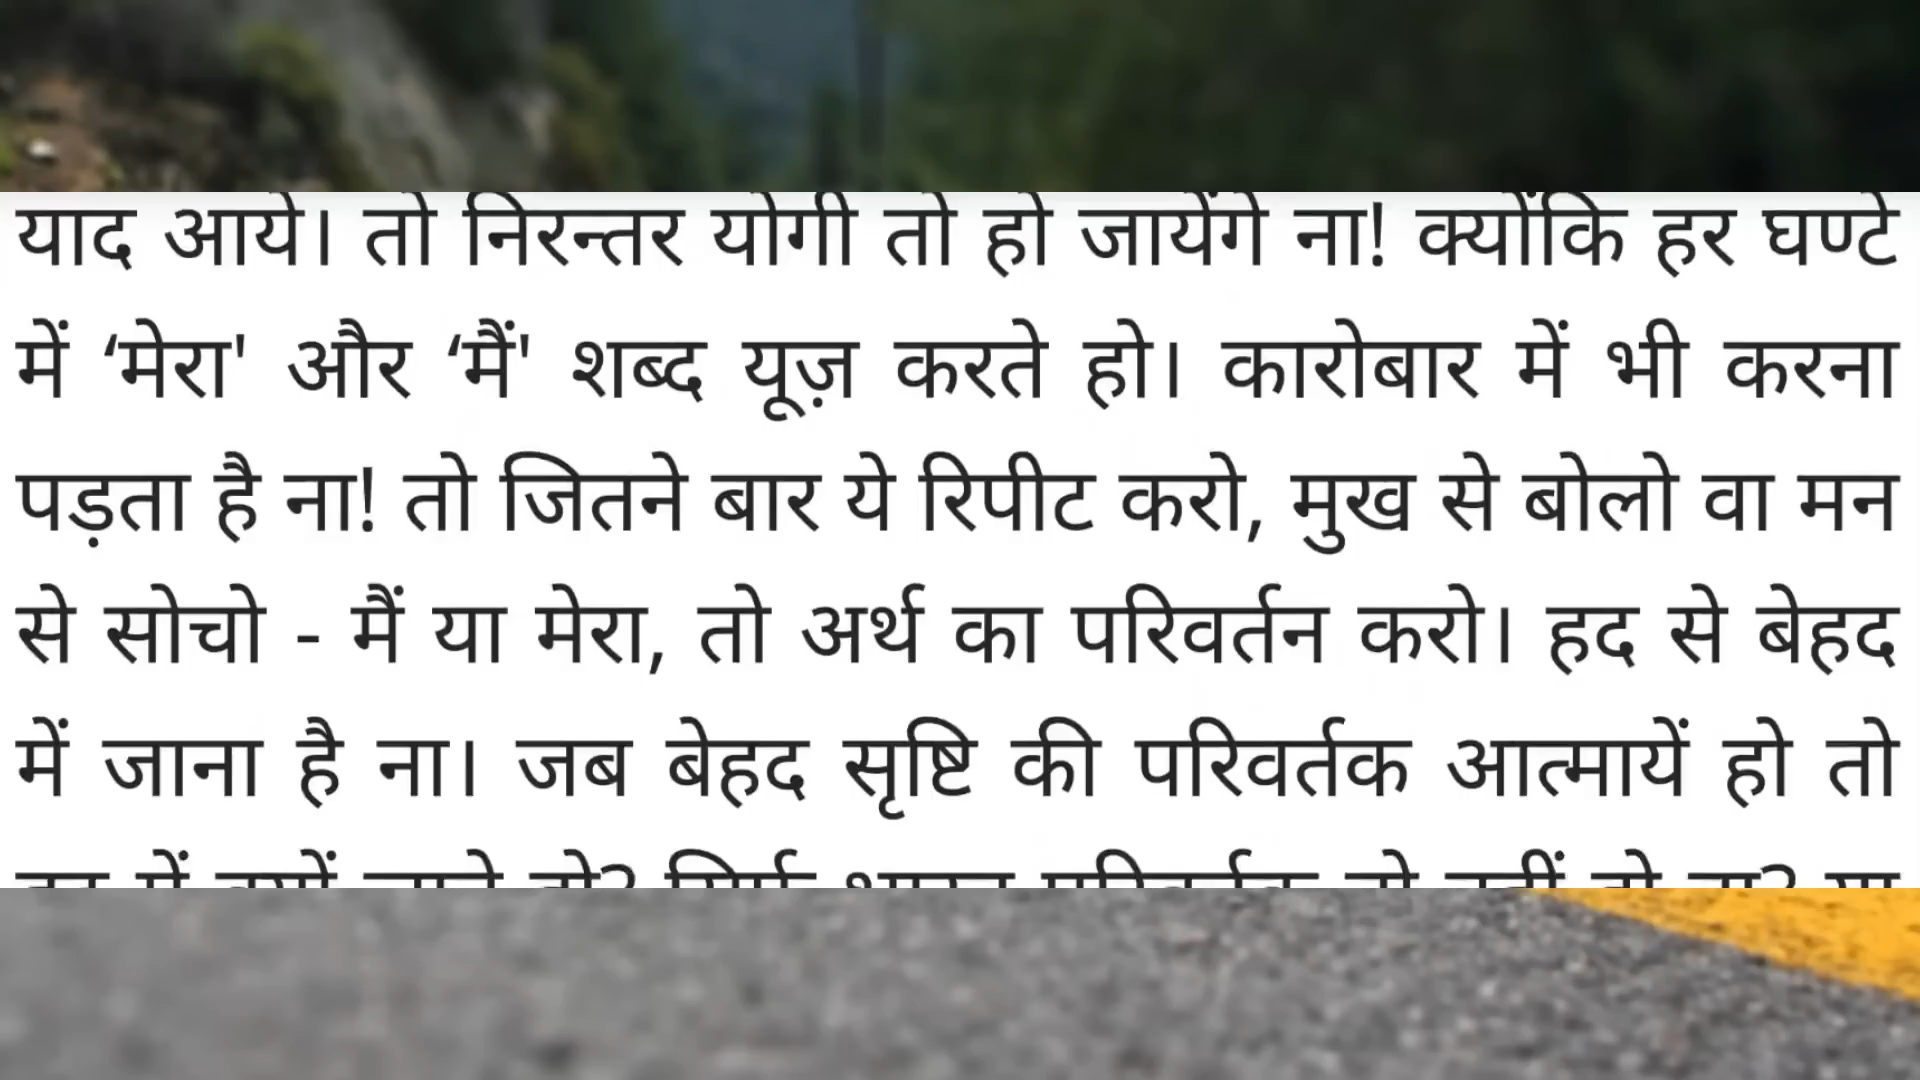 याद आये। तो निरन्तर योगी तो हो जायेंगे ना! क्योंकि हर घण्टे
में ‘मेरा' और ‘मैं' शब्द यूज़ करते हो। कारोबार में भी करना
पड़ता है ना! तो जितने बार ये रिपीट करो, मुख से बोलो वा मन
से सोचो - मैं या मेरा, तो अर्थ का परिवर्तन करो। हद से बेहद
में जाना है ना। जब बेहद सृष्टि की परिवर्तक आत्मायें हो तो